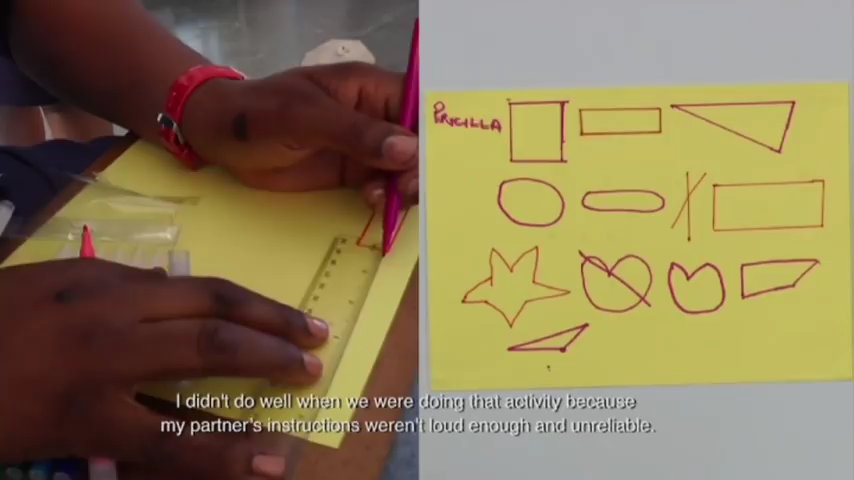 PRICILLA
I didn't do well when we were doing that activity because
my partner's instructions weren't loud enough and unreliable.